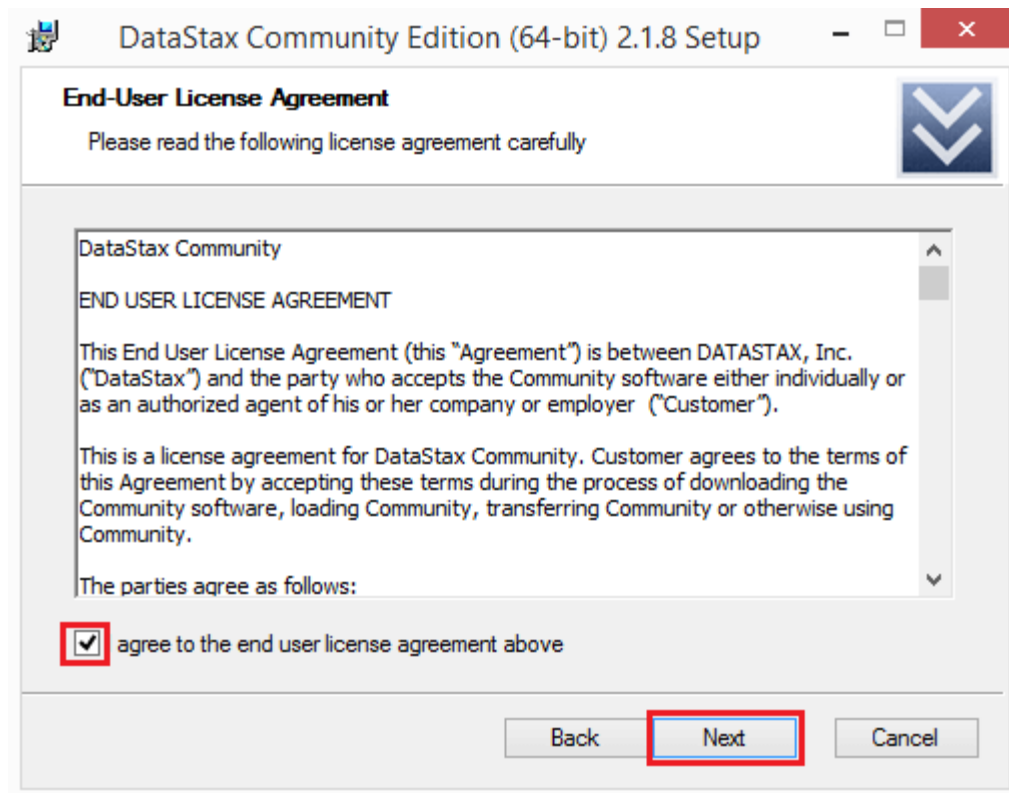 DataStax Community Edition (64-bit) 2.1.8 Setup
End-User License Agreement
Please read the following license agreement carefully
DataStax Community
END USER LICENSE AGREEMENT
This End User License Agreement (this “Agreement”) is between DATASTAX, Inc.
(“DataStax”) and the party who accepts the Community software either individually or
as an authorized agent of his or her company or employer  (“Customer”).
This is a license agreement for DataStax Community. Customer agrees to the terms of
this Agreement by accepting these terms during the process of downloading the
Community software, loading Community, transferring Community or otherwise using
Community.
The parties agree as follows:
agree to the end user license agreement above
Back Next Cancel